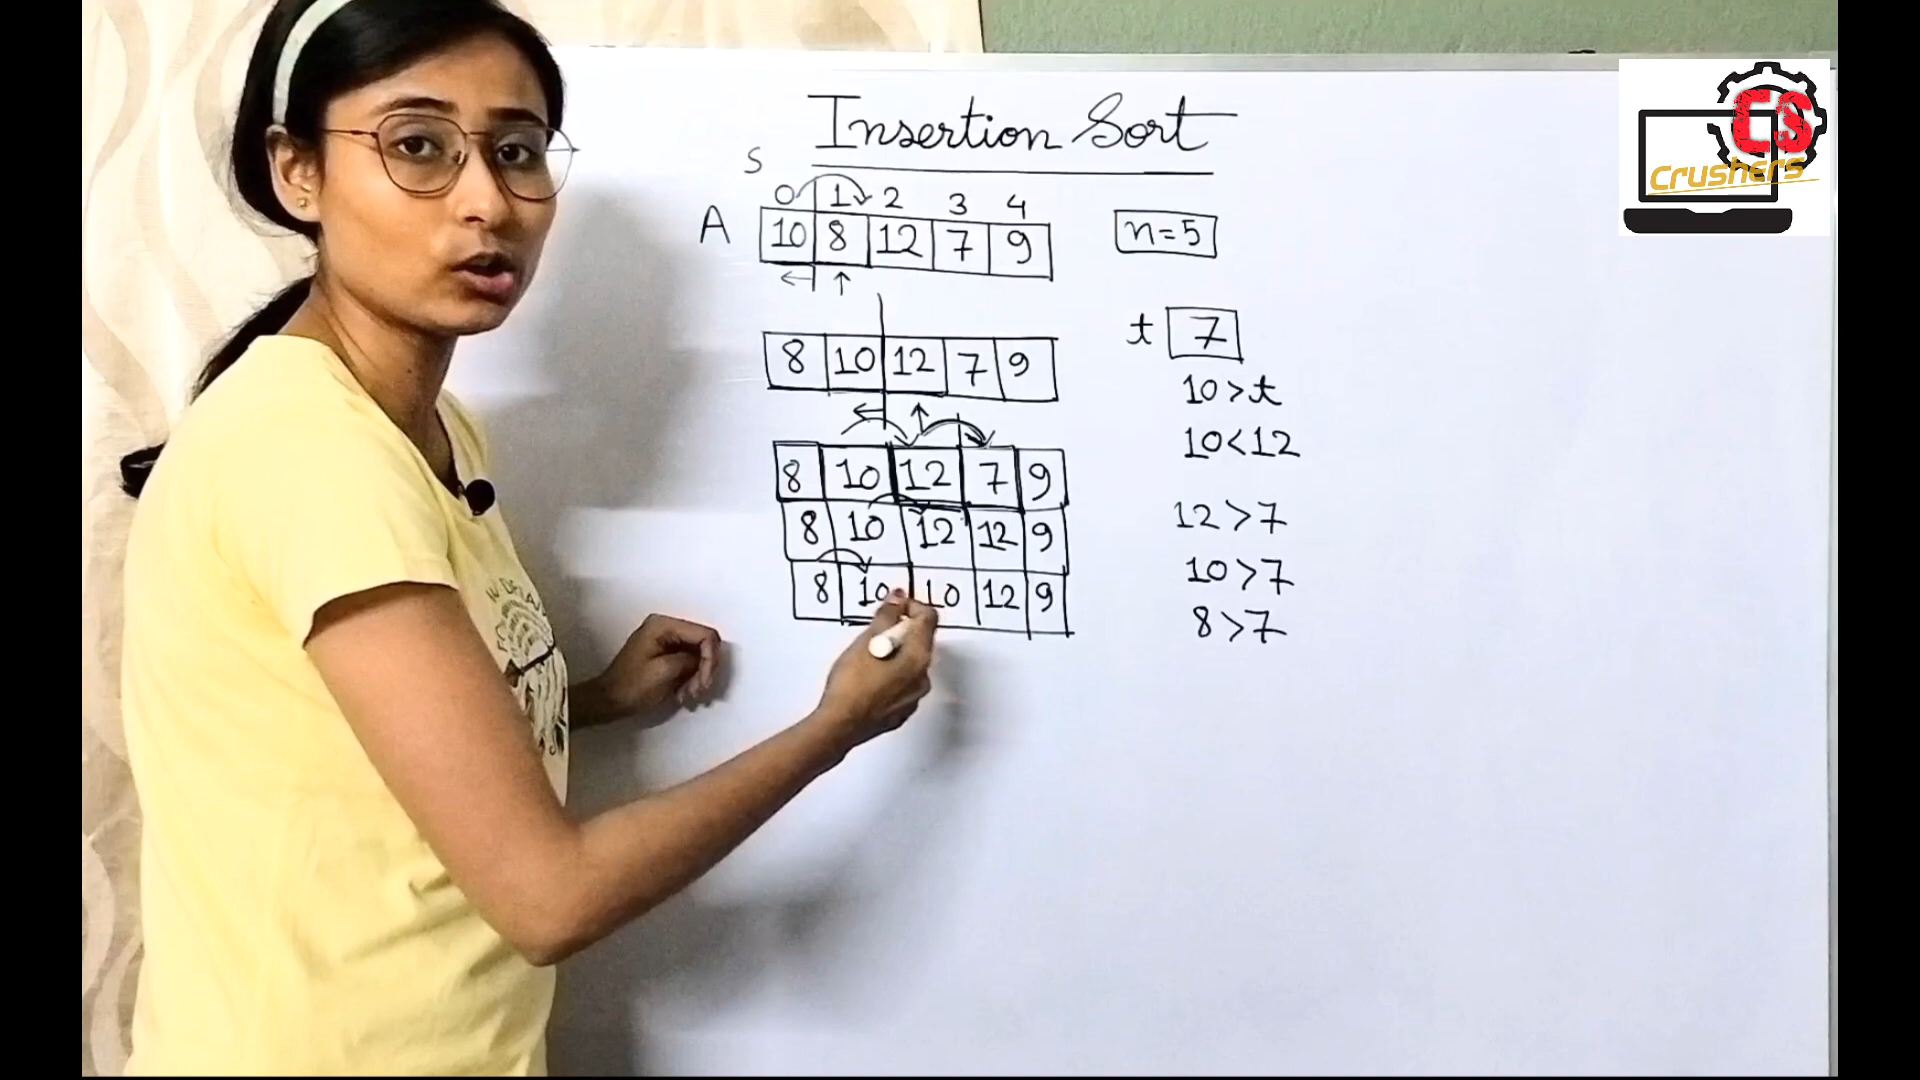 Insertion Sort
S
0 1 2 3 4
A 10 8 12 7 9
n=5
8 10 12 7 9
t 7
10>t
10<12
8 10 12 7 9
8 10 12 12 9
8 10 10 12 9
12>7
10>7
8>7
CS
Crushers